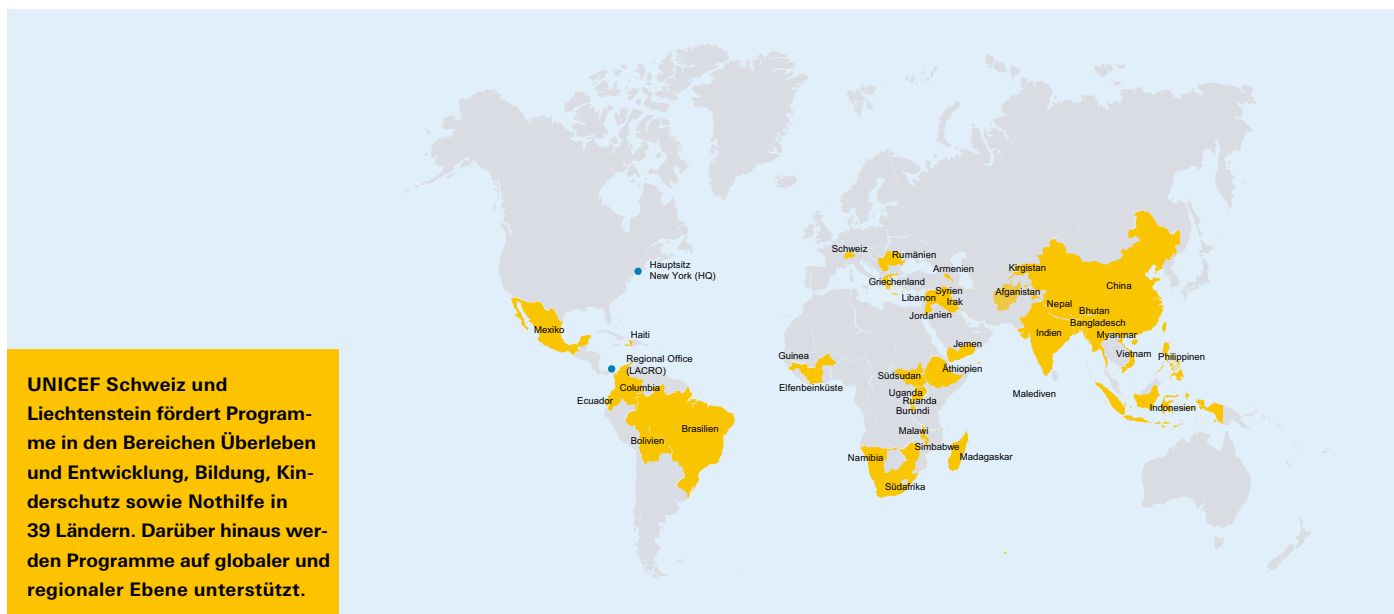 Schweiz
Rumänien
Hauptsitz
New York (HQ)
Armenien
Kirgistan
Griechenland
China
Syrien
Afganistan
Libanon
Irak
Nepal
Bhutan
Jordanien
Bangladesch
Mexiko
Haiti
Indien
Myanmar
Jemen
Guinea
Vietnam
Philippinen
Regional Office
(LACRO)
Äthiopien
Südsudan
Columbia
Elfenbeinküste
Uganda
Malediven
Ecuador
Ruanda
Burundi
Indonesien
Brasilien
Malawi
Bolivien
Simbabwe
Namibia
Madagaskar
Südafrika
UNICEF Schweiz und
Liechtenstein fördert Program-
me in den Bereichen Überleben
und Entwicklung, Bildung, Kin-
derschutz sowie Nothilfe in
39 Ländern. Darüber hinaus wer-
den Programme auf globaler und
regionaler Ebene unterstützt.